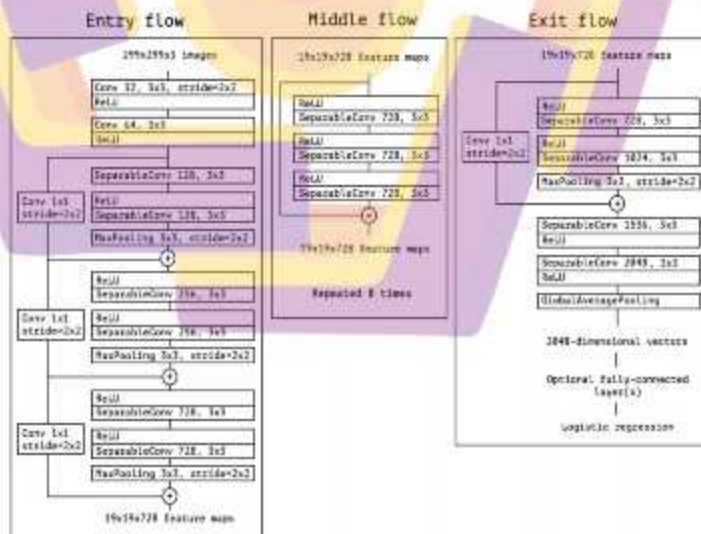 Entry flow
299x299x3 images
Conv 32, 3x3, stride=2x2
ReLU
Conv 64, 3x3
ReLU
SeparableConv 128, 3x3
Conv 1x1
stride=2x2
ReLU
SeparableConv 128, 3x3
MaxPooling 3x3, stride=2x2
+
ReLU
SeparableConv 256, 3x3
Conv 1x1
stride=2x2
ReLU
SeparableConv 256, 3x3
MaxPooling 3x3, stride=2x2
+
ReLU
SeparableConv 728, 3x3
Conv 1x1
stride=2x2
ReLU
SeparableConv 728, 3x3
MaxPooling 3x3, stride=2x2
+
19x19x728 feature maps
Middle flow
19x19x728 feature maps
ReLU
SeparableConv 728, 3x3
ReLU
SeparableConv 728, 3x3
ReLU
SeparableConv 728, 3x3
+
19x19x728 feature maps
Repeated 8 times
Exit flow
19x19x728 feature maps
ReLU
SeparableConv 728, 3x3
Conv 1x1
stride=2x2
ReLU
SeparableConv 1024, 3x3
MaxPooling 3x3, stride=2x2
+
SeparableConv 1536, 3x3
ReLU
SeparableConv 2048, 3x3
ReLU
GlobalAveragePooling
2048-dimensional vectors
Optional fully-connected
layer(s)
Logistic regression